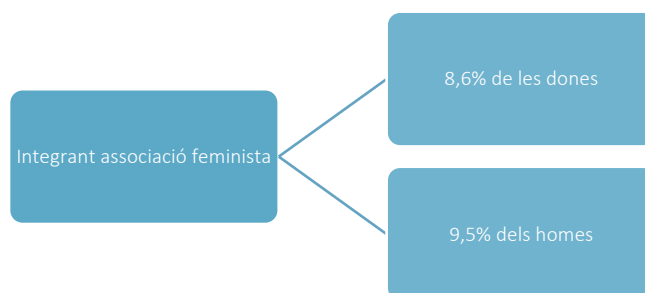 Integrant associació feminista
8,6% de les dones
9,5% dels homes